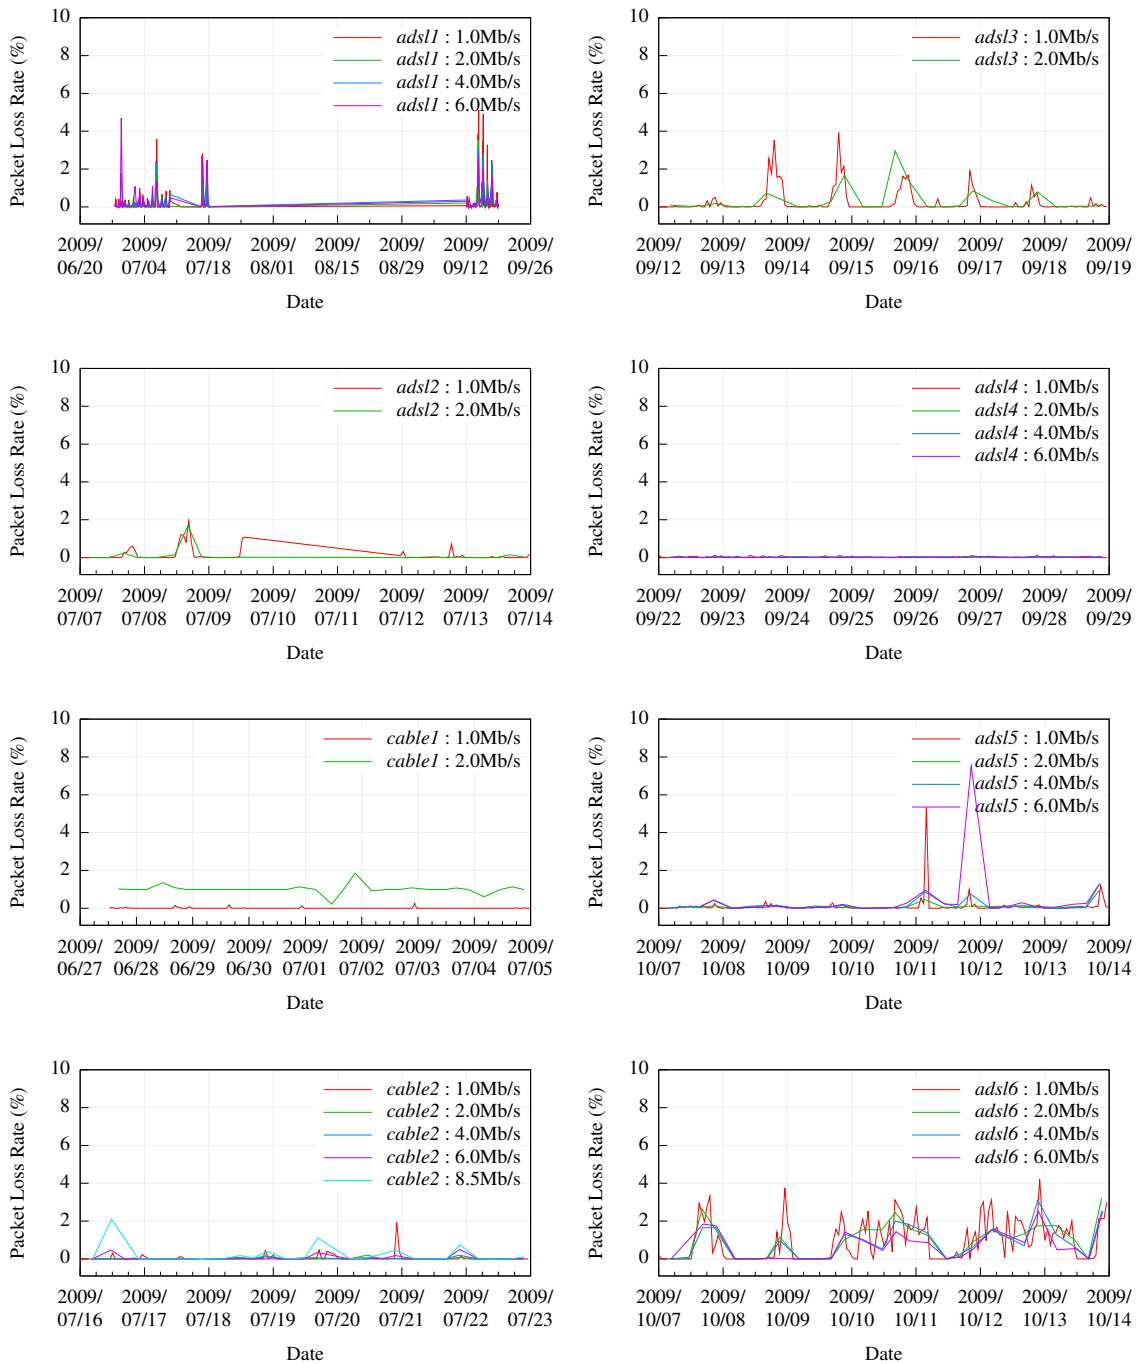 Packet Loss Rate (%)
10
8
6
4
2
0
adsl1 : 1.0Mb/s
adsl1 : 2.0Mb/s
adsl1 : 4.0Mb/s
adsl1 : 6.0Mb/s
2009/ 2009/ 2009/ 2009/ 2009/ 2009/ 2009/ 2009/
06/20 07/04 07/18 08/01 08/15 08/29 09/12 09/26
Date
Packet Loss Rate (%)
10
8
6
4
2
0
adsl3 : 1.0Mb/s
adsl3 : 2.0Mb/s
2009/ 2009/ 2009/ 2009/ 2009/ 2009/ 2009/ 2009/
09/12 09/13 09/14 09/15 09/16 09/17 09/18 09/19
Date
Packet Loss Rate (%)
10
8
6
4
2
0
adsl2 : 1.0Mb/s
adsl2 : 2.0Mb/s
2009/ 2009/ 2009/ 2009/ 2009/ 2009/ 2009/ 2009/
07/07 07/08 07/09 07/10 07/11 07/12 07/13 07/14
Date
Packet Loss Rate (%)
10
8
6
4
2
0
adsl4 : 1.0Mb/s
adsl4 : 2.0Mb/s
adsl4 : 4.0Mb/s
adsl4 : 6.0Mb/s
2009/ 2009/ 2009/ 2009/ 2009/ 2009/ 2009/ 2009/
09/22 09/23 09/24 09/25 09/26 09/27 09/28 09/29
Date
Packet Loss Rate (%)
10
8
6
4
2
0
cable1 : 1.0Mb/s
cable1 : 2.0Mb/s
2009/ 2009/ 2009/ 2009/ 2009/ 2009/ 2009/ 2009/ 2009/
06/27 06/28 06/29 06/30 07/01 07/02 07/03 07/04 07/05
Date
Packet Loss Rate (%)
10
8
6
4
2
0
adsl5 : 1.0Mb/s
adsl5 : 2.0Mb/s
adsl5 : 4.0Mb/s
adsl5 : 6.0Mb/s
2009/ 2009/ 2009/ 2009/ 2009/ 2009/ 2009/ 2009/
10/07 10/08 10/09 10/10 10/11 10/12 10/13 10/14
Date
Packet Loss Rate (%)
10
8
6
4
2
0
cable2 : 1.0Mb/s
cable2 : 2.0Mb/s
cable2 : 4.0Mb/s
cable2 : 6.0Mb/s
cable2 : 8.5Mb/s
2009/ 2009/ 2009/ 2009/ 2009/ 2009/ 2009/ 2009/
07/16 07/17 07/18 07/19 07/20 07/21 07/22 07/23
Date
Packet Loss Rate (%)
10
8
6
4
2
0
adsl6 : 1.0Mb/s
adsl6 : 2.0Mb/s
adsl6 : 4.0Mb/s
adsl6 : 6.0Mb/s
2009/ 2009/ 2009/ 2009/ 2009/ 2009/ 2009/ 2009/
10/07 10/08 10/09 10/10 10/11 10/12 10/13 10/14
Date